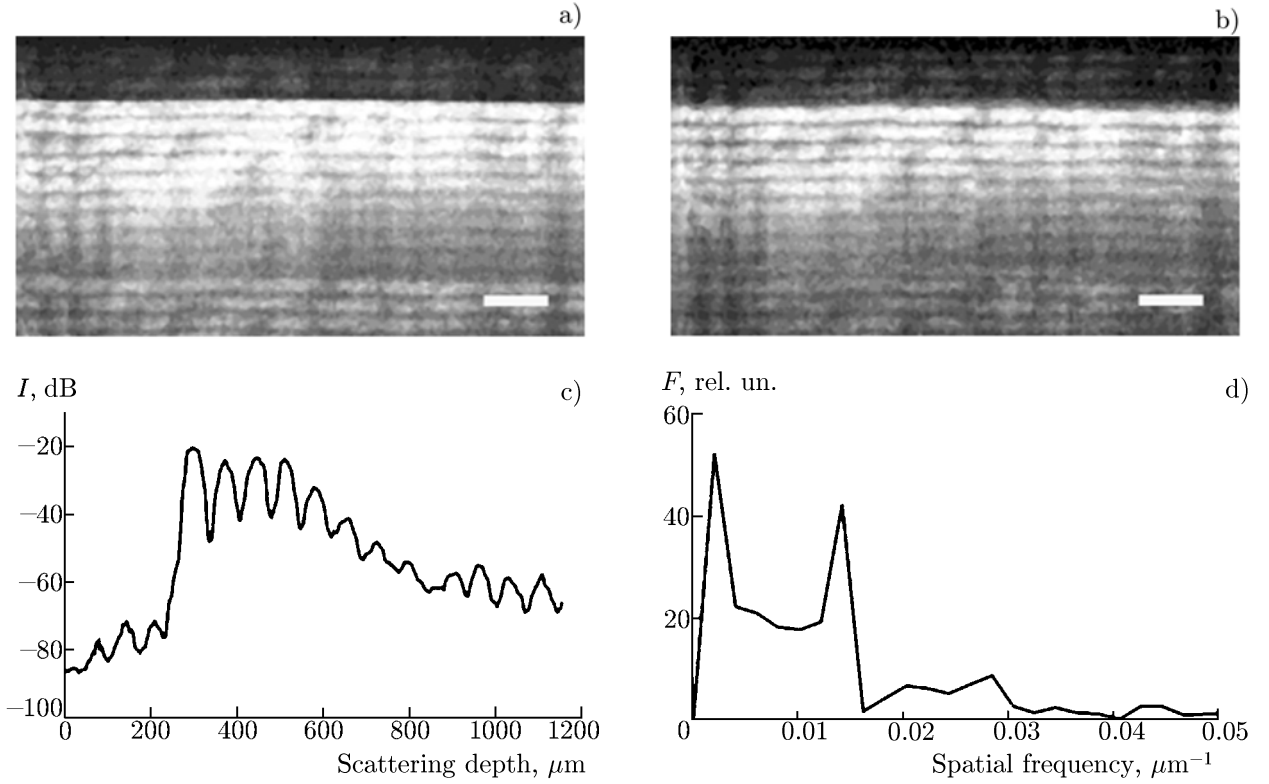 a)
b)
I, dB
c)
−20
−40
−60
−80
−100
0
200
400
600
800
1000
1200
Scattering depth, μm
F, rel. un.
d)
60
40
20
0
0.01
0.02
0.03
0.04
0.05
Spatial frequency, μm⁻¹